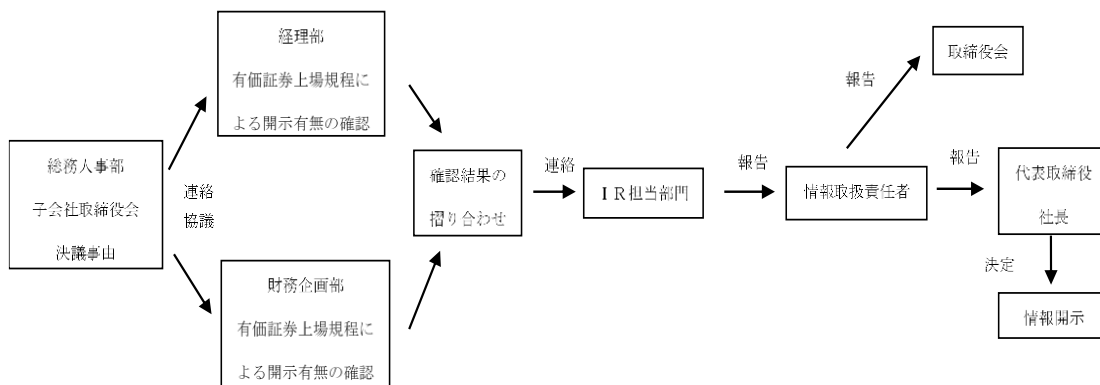 経理部
有価証券上場規程に
よる開示有無の確認
取締役会
報告
総務人事部
子会社取締役会
決議事由
連絡
協議
確認結果の
摺り合わせ
連絡
ＩＲ担当部門
報告
情報取扱責任者
報告
代表取締役
社長
決定
情報開示
財務企画部
有価証券上場規程に
よる開示有無の確認